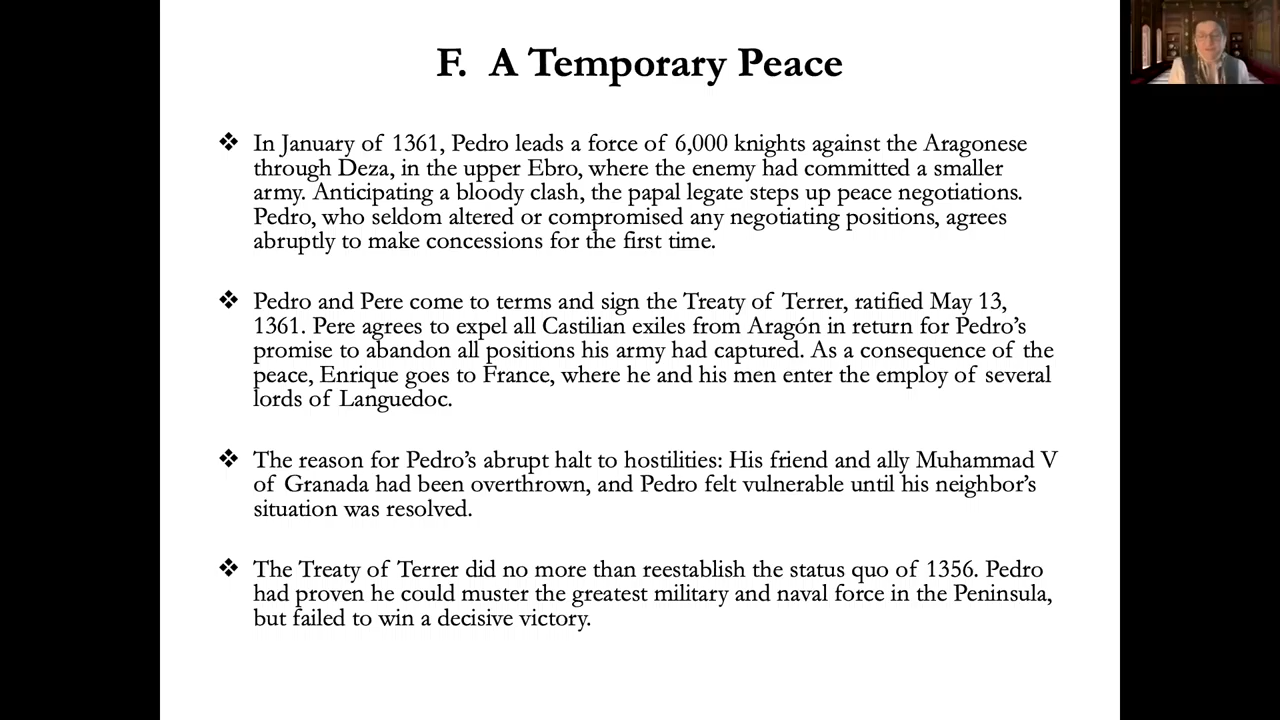 F. A Temporary Peace
❖ In January of 1361, Pedro leads a force of 6,000 knights against the Aragonese
through Deza, in the upper Ebro, where the enemy had committed a smaller
army. Anticipating a bloody clash, the papal legate steps up peace negotiations.
Pedro, who seldom altered or compromised any negotiating positions, agrees
abruptly to make concessions for the first time.
❖ Pedro and Pere come to terms and sign the Treaty of Terrer, ratified May 13,
1361. Pere agrees to expel all Castilian exiles from Aragón in return for Pedro’s
promise to abandon all positions his army had captured. As a consequence of the
peace, Enrique goes to France, where he and his men enter the employ of several
lords of Languedoc.
❖ The reason for Pedro’s abrupt halt to hostilities: His friend and ally Muhammad V
of Granada had been overthrown, and Pedro felt vulnerable until his neighbor’s
situation was resolved.
❖ The Treaty of Terrer did no more than reestablish the status quo of 1356. Pedro
had proven he could muster the greatest military and naval force in the Peninsula,
but failed to win a decisive victory.